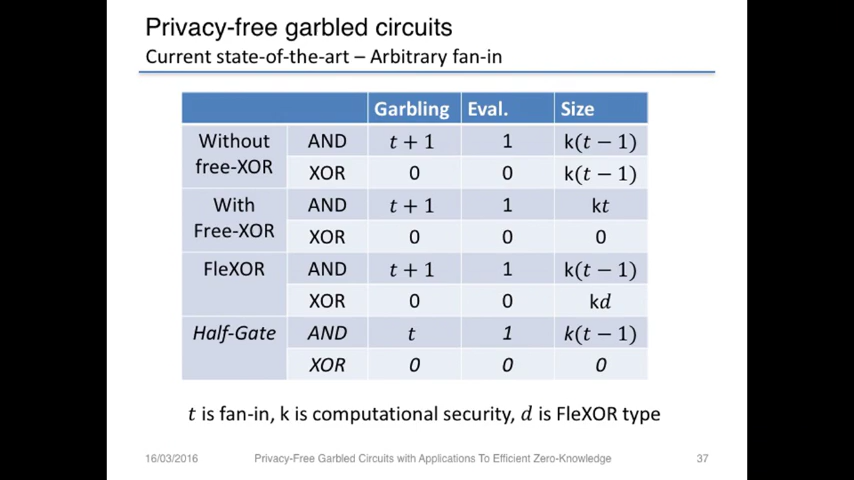 Privacy-free garbled circuits
Current state-of-the-art – Arbitrary fan-in
Garbling Eval. Size
Without free-XOR AND t + 1 1 k(t − 1)
XOR 0 0 k(t − 1)
With Free-XOR AND t + 1 1 kt
XOR 0 0 0
FleXOR AND t + 1 1 k(t − 1)
XOR 0 0 kd
Half-Gate AND t 1 k(t − 1)
XOR 0 0 0
t is fan-in, k is computational security, d is FleXOR type
16/03/2016 Privacy-Free Garbled Circuits with Applications To Efficient Zero-Knowledge 37